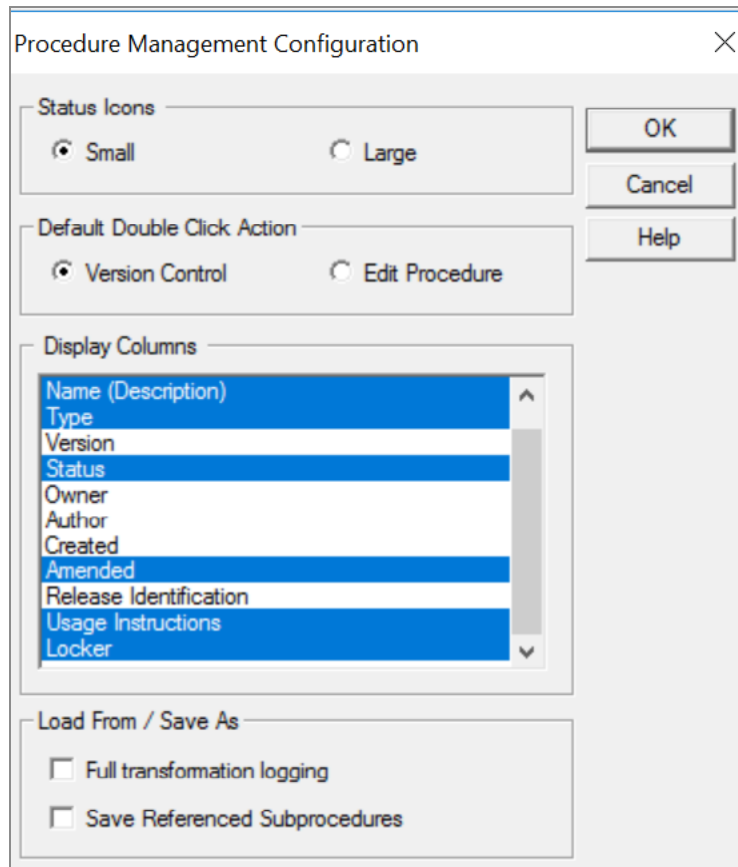 Procedure Management Configuration
Status Icons
Small
Large
OK
Cancel
Help
Default Double Click Action
Version Control
Edit Procedure
Display Columns
Name (Description)
Type
Version
Status
Owner
Author
Created
Amended
Release Identification
Usage Instructions
Locker
Load From / Save As
Full transformation logging
Save Referenced Subprocedures